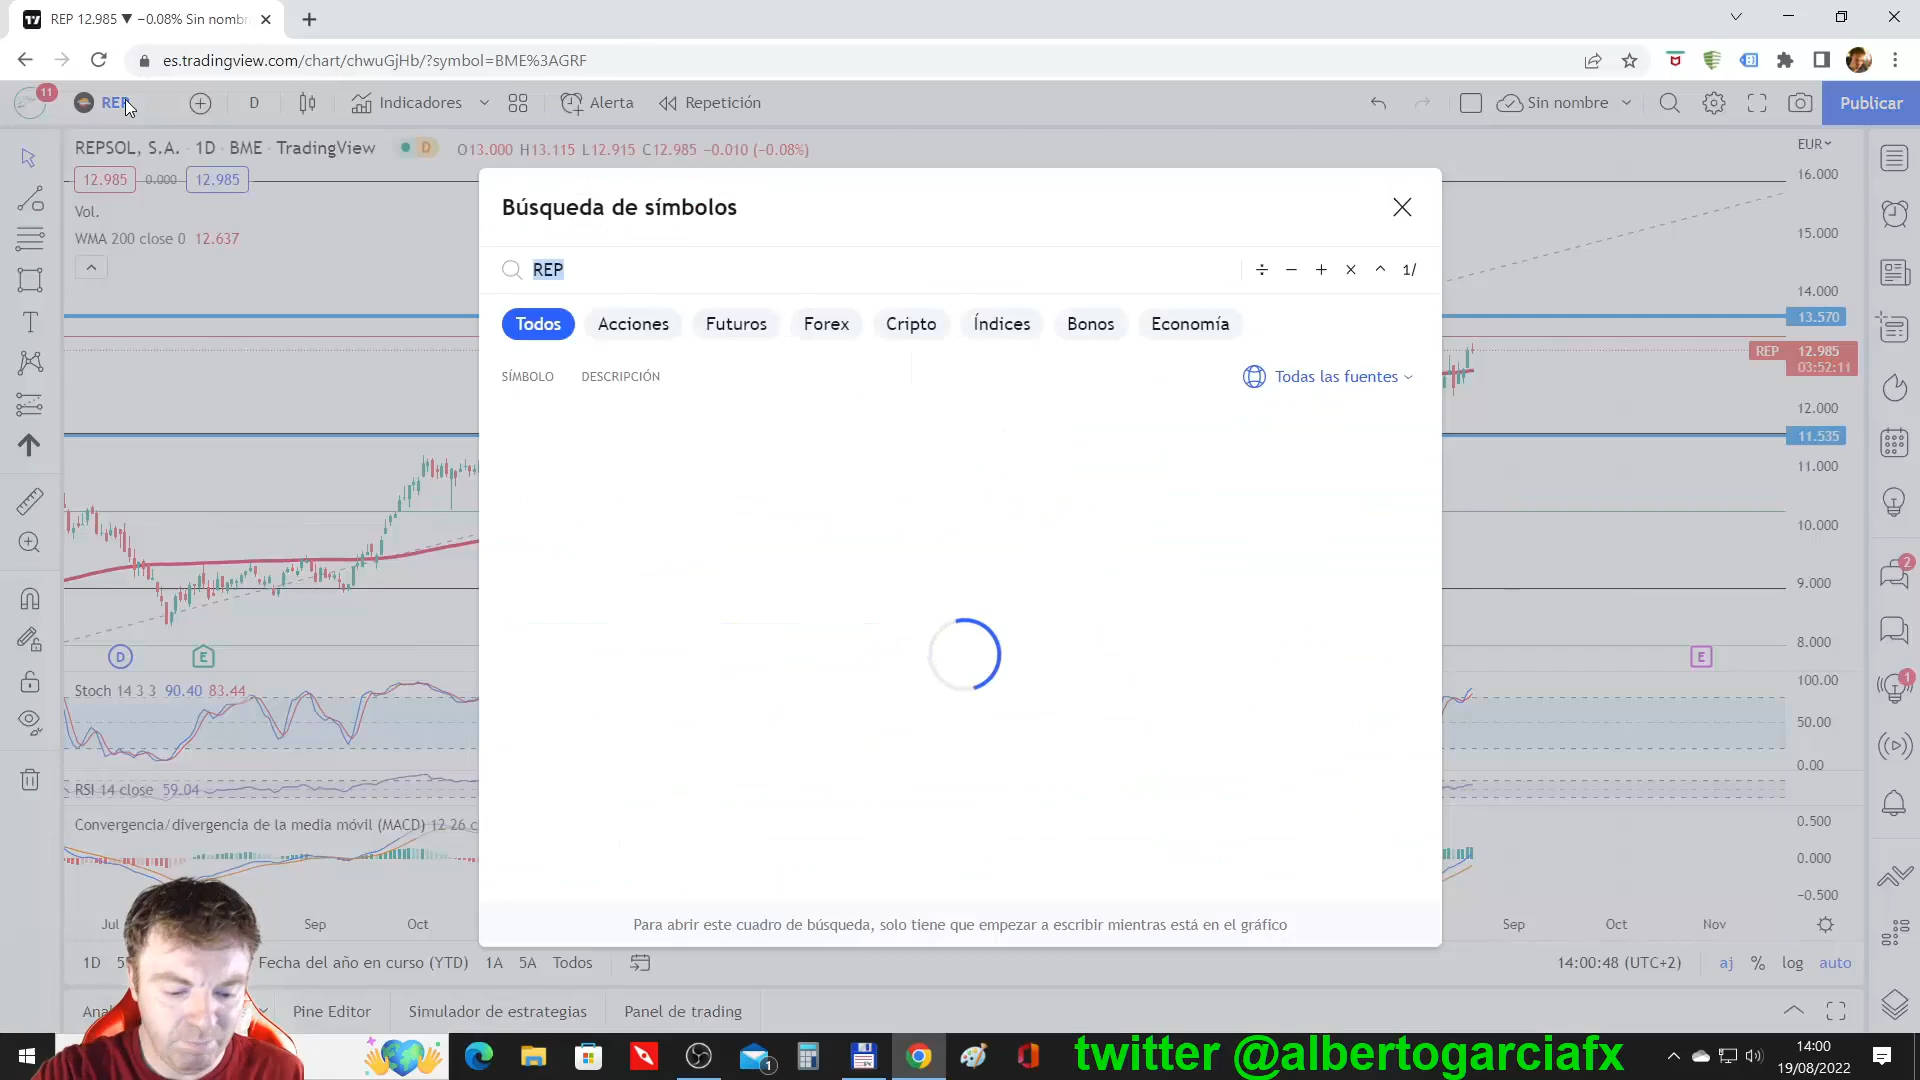 REP 12.985 ▼ −0.08% Sin nomb
es.tradingview.com/chart/chwuGjHb/?symbol=BME%3AGRF
11
REP
D
Indicadores
Alerta
Repetición
Sin nombre
Publicar
REPSOL, S.A. · 1D · BME · TradingView
D
O13.000 H13.115 L12.915 C12.985 −0.010 (−0.08%)
EUR
12.985
0.000
12.985
Vol.
WMA 200 close 0 12.637
Búsqueda de símbolos
REP
÷ − + × ^ 1/
Todos
Acciones
Futuros
Forex
Cripto
Índices
Bonos
Economía
SÍMBOLO
DESCRIPCIÓN
Todas las fuentes
Para abrir este cuadro de búsqueda, solo tiene que empezar a escribir mientras está en el gráfico
16.000
15.000
14.000
13.570
REP 12.985
03:52:11
12.000
11.535
11.000
10.000
9.000
8.000
D
E
E
Stoch 14 3 3 90.40 83.44
100.00
50.00
0.00
RSI 14 close 59.04
Convergencia/divergencia de la media móvil (MACD) 12 26 c
0.500
0.000
−0.500
2
1
Jul
Sep
Oct
Sep
Oct
Nov
1D
Fecha del año en curso (YTD)
1A
5A
Todos
14:00:48 (UTC+2)
aj
%
log
auto
Pine Editor
Simulador de estrategias
Panel de trading
1
twitter @albertogarciafx
14:00
19/08/2022